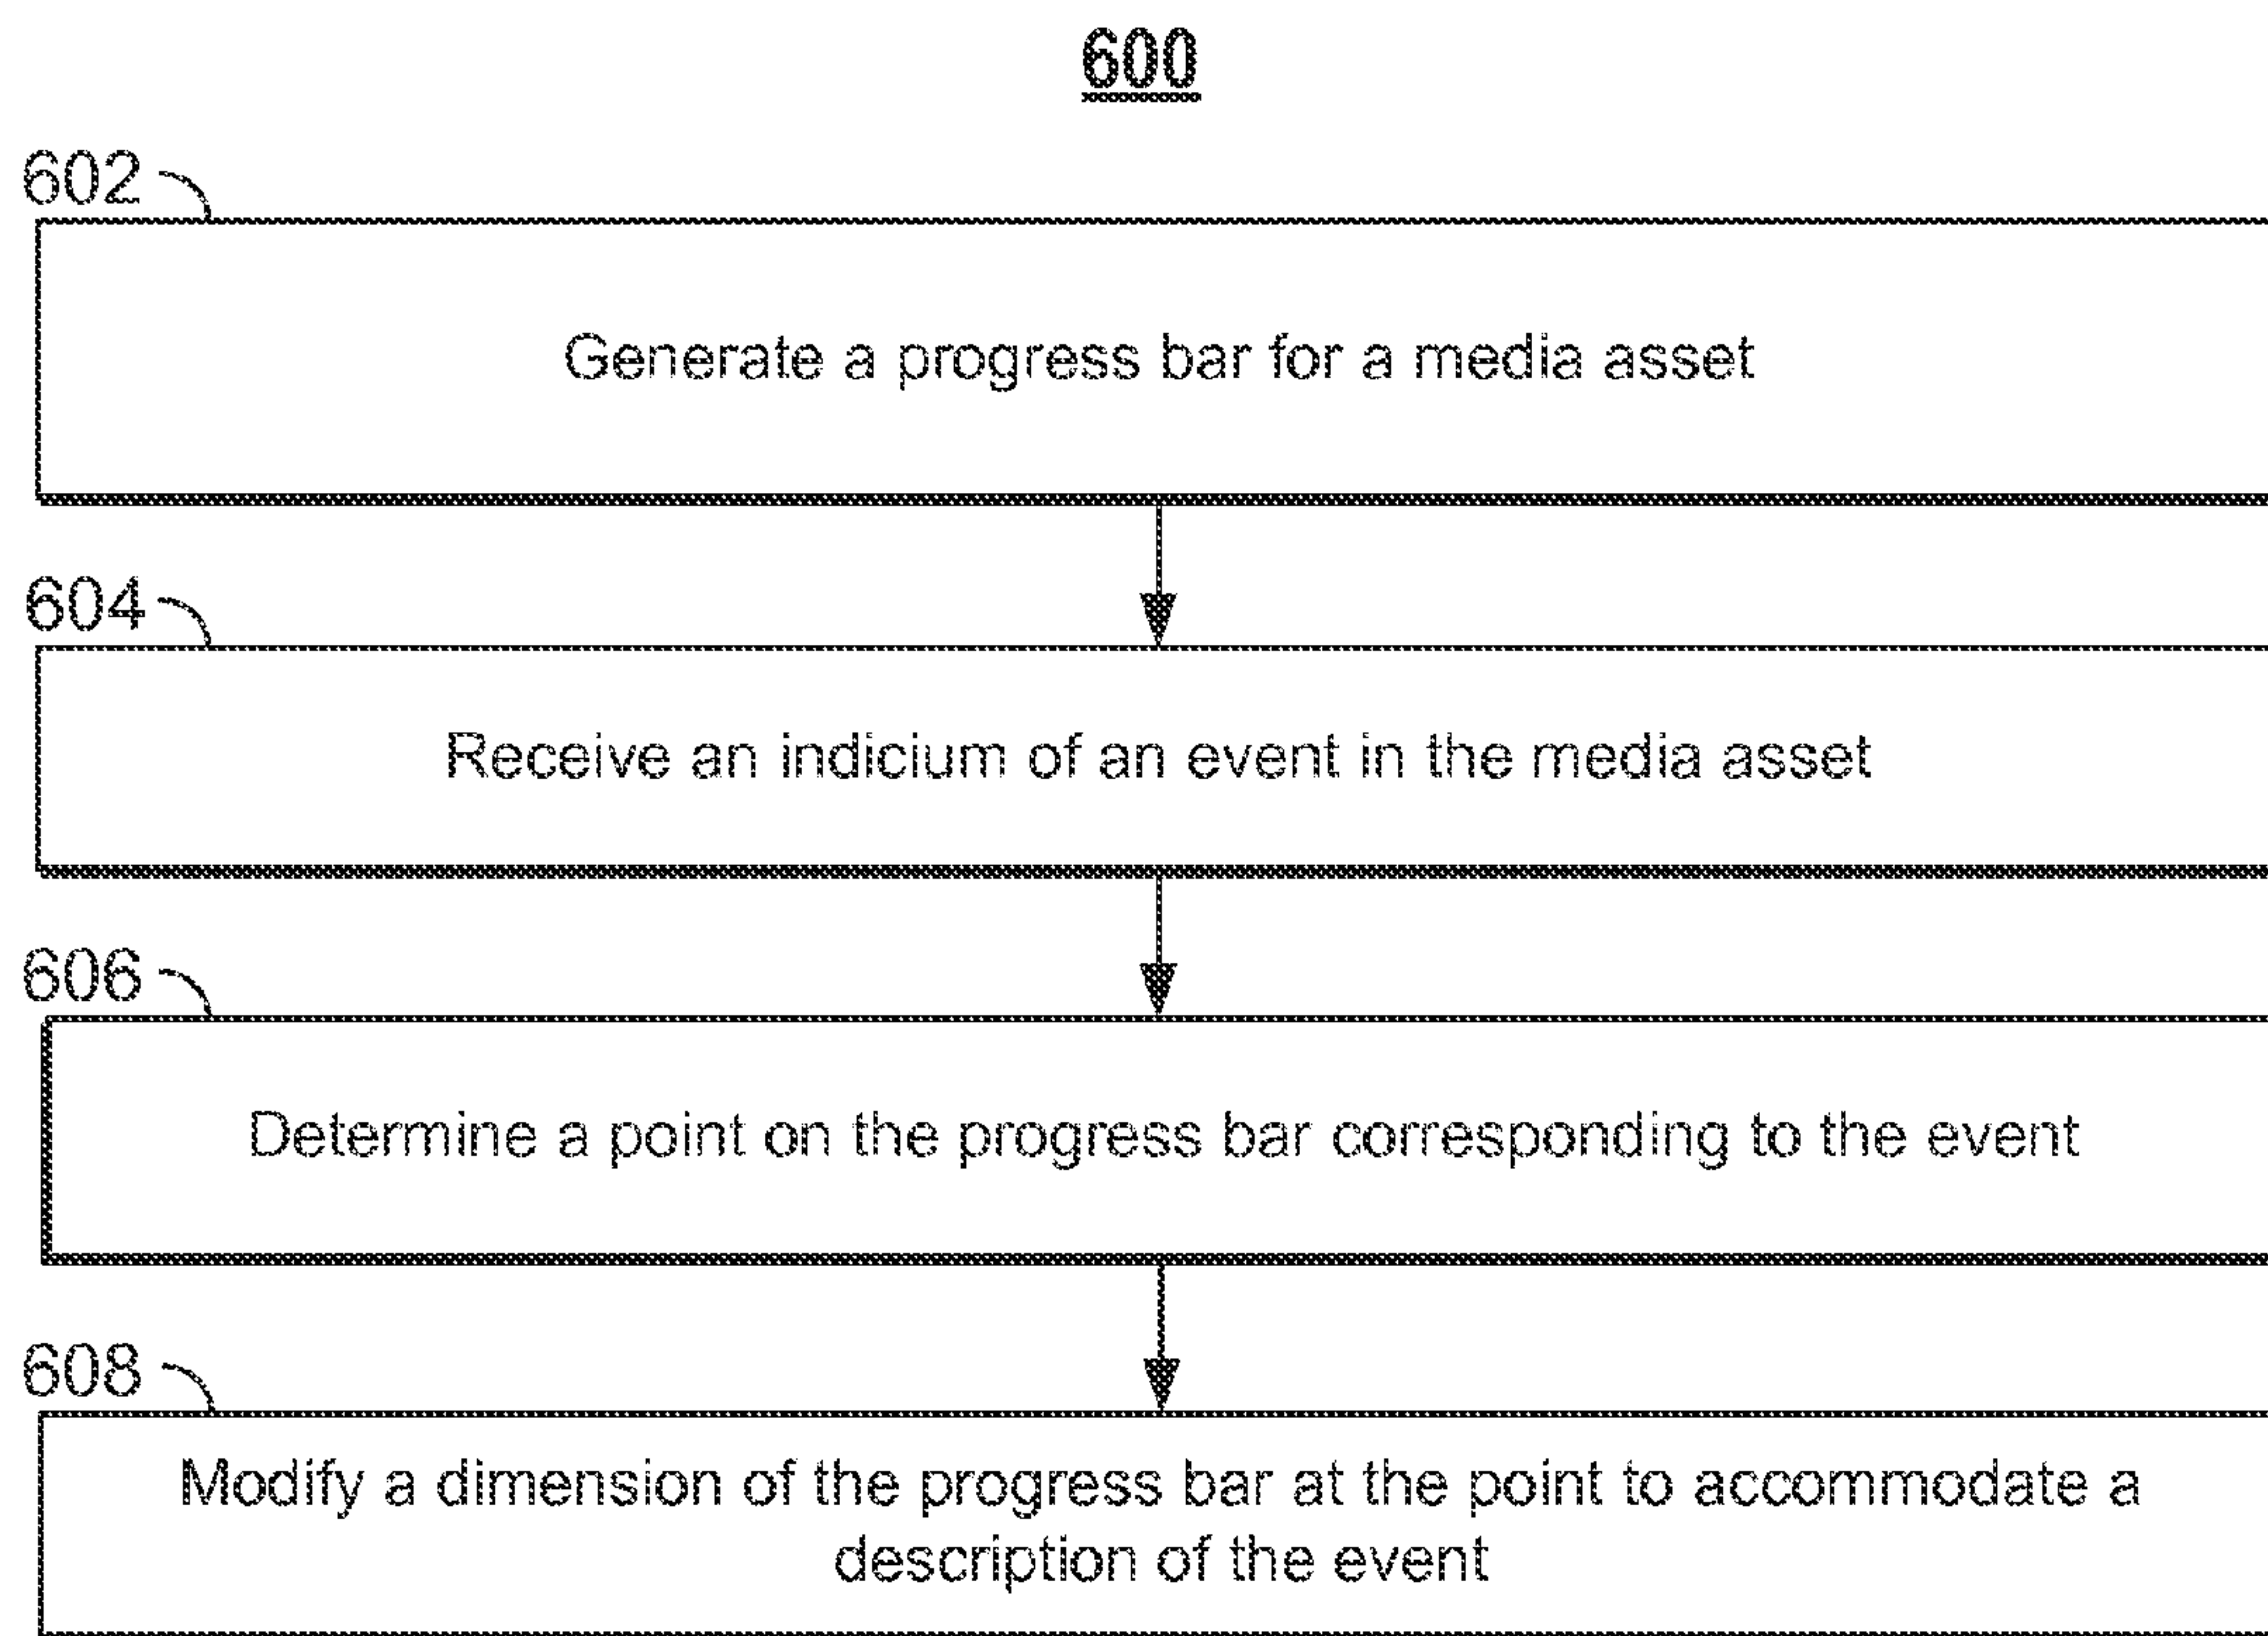 600
602
Generate a progress bar for a media asset
604
Receive an indicium of an event in the media asset
606
Determine a point on the progress bar corresponding to the event
608
Modify a dimension of the progress bar at the point to accommodate a
description of the event